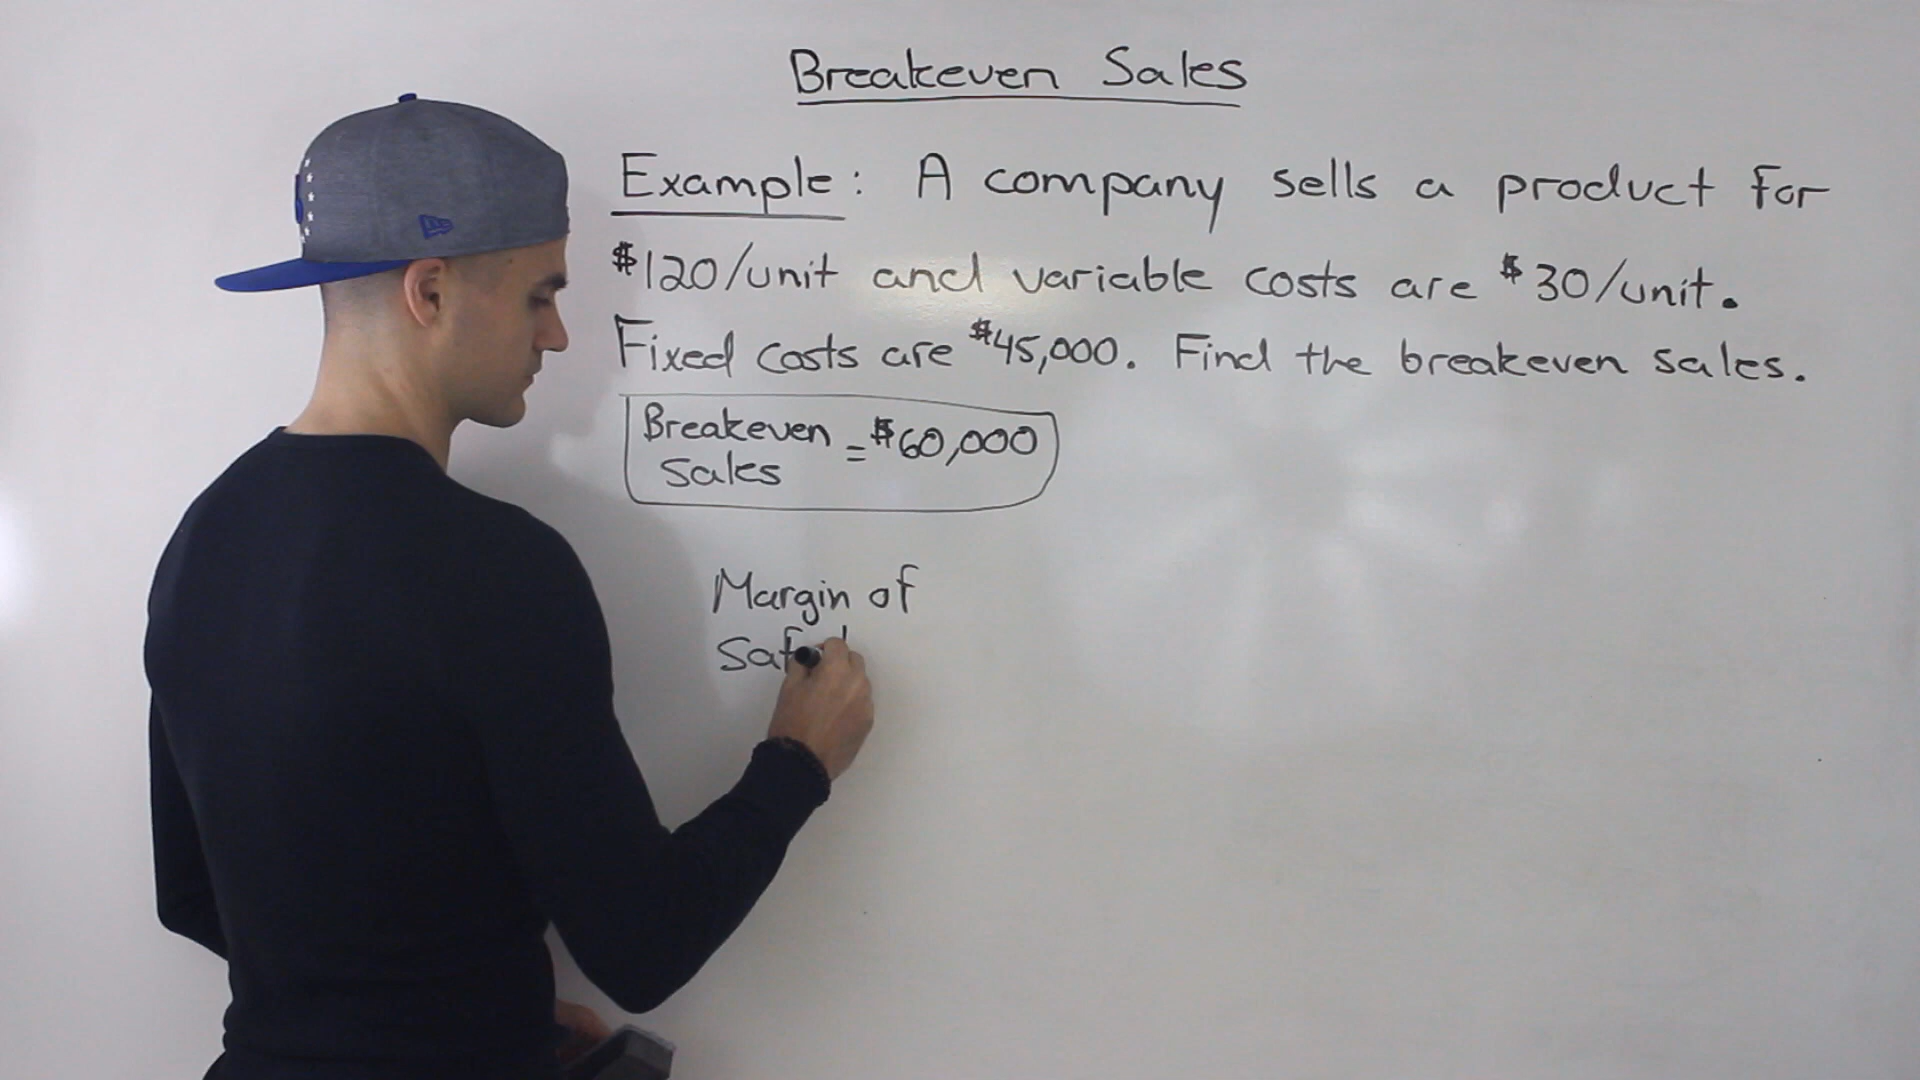 Breakeven Sales
Example: A company sells a product for
$120/unit and variable costs are $30/unit.
Fixed costs are $45,000. Find the breakeven sales.
Breakeven
Sales = $60,000
Margin of